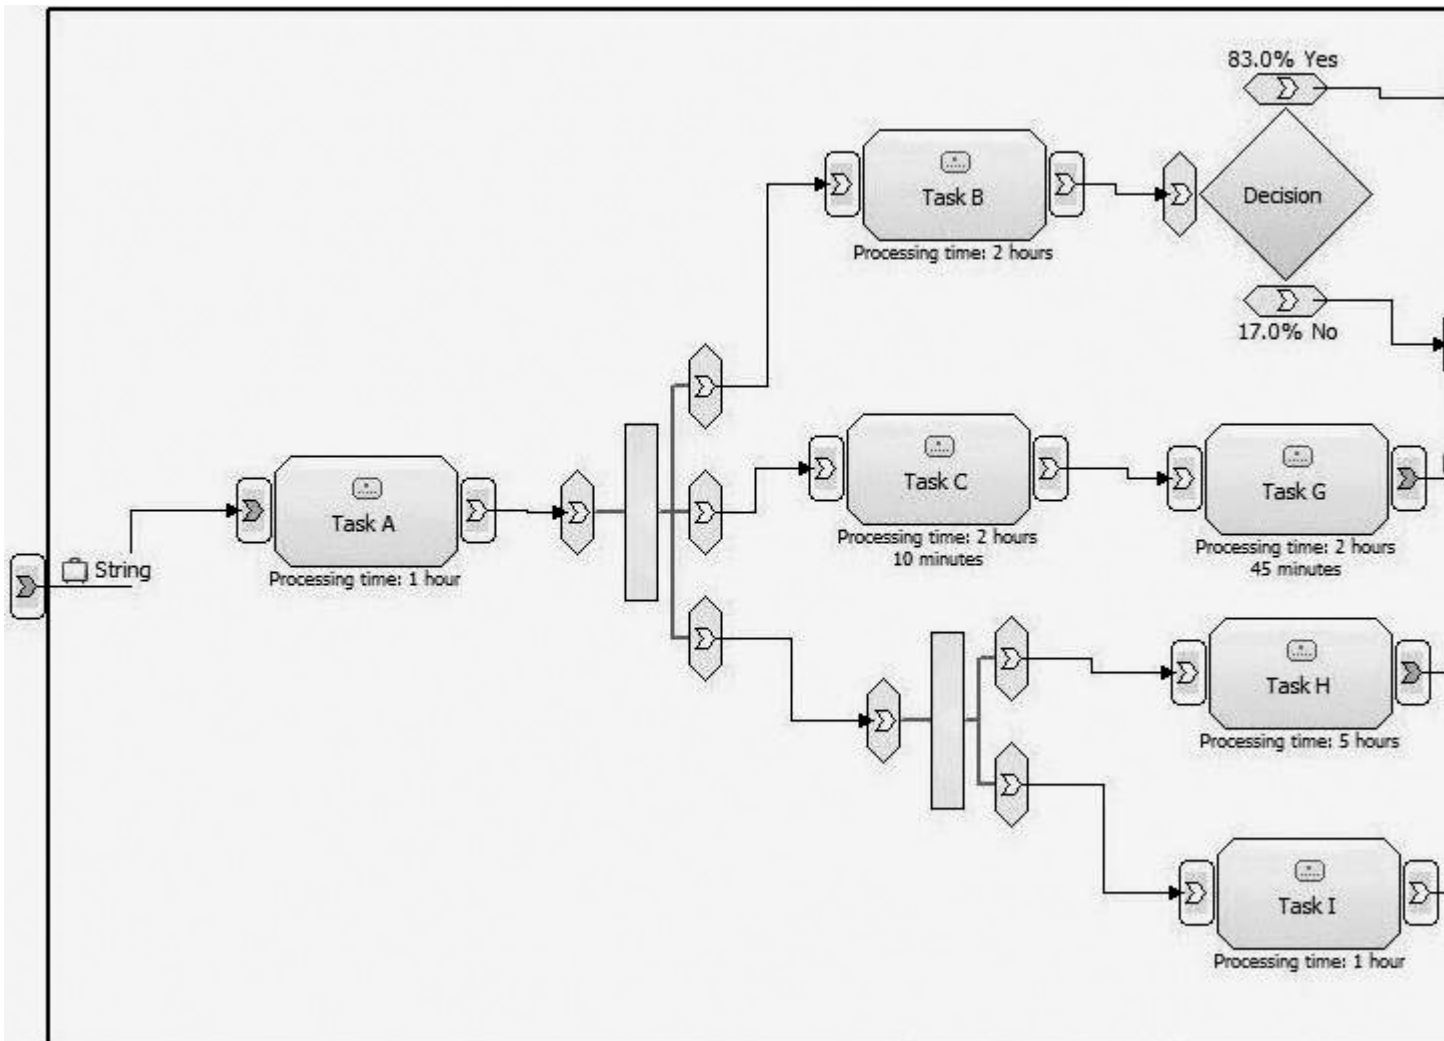 83.0% Yes
Task B
Decision
Processing time: 2 hours
17.0% No
Task C
Task G
Task A
Processing time: 2 hours
10 minutes
Processing time: 2 hours
45 minutes
String
Processing time: 1 hour
Task H
Processing time: 5 hours
Task I
Processing time: 1 hour